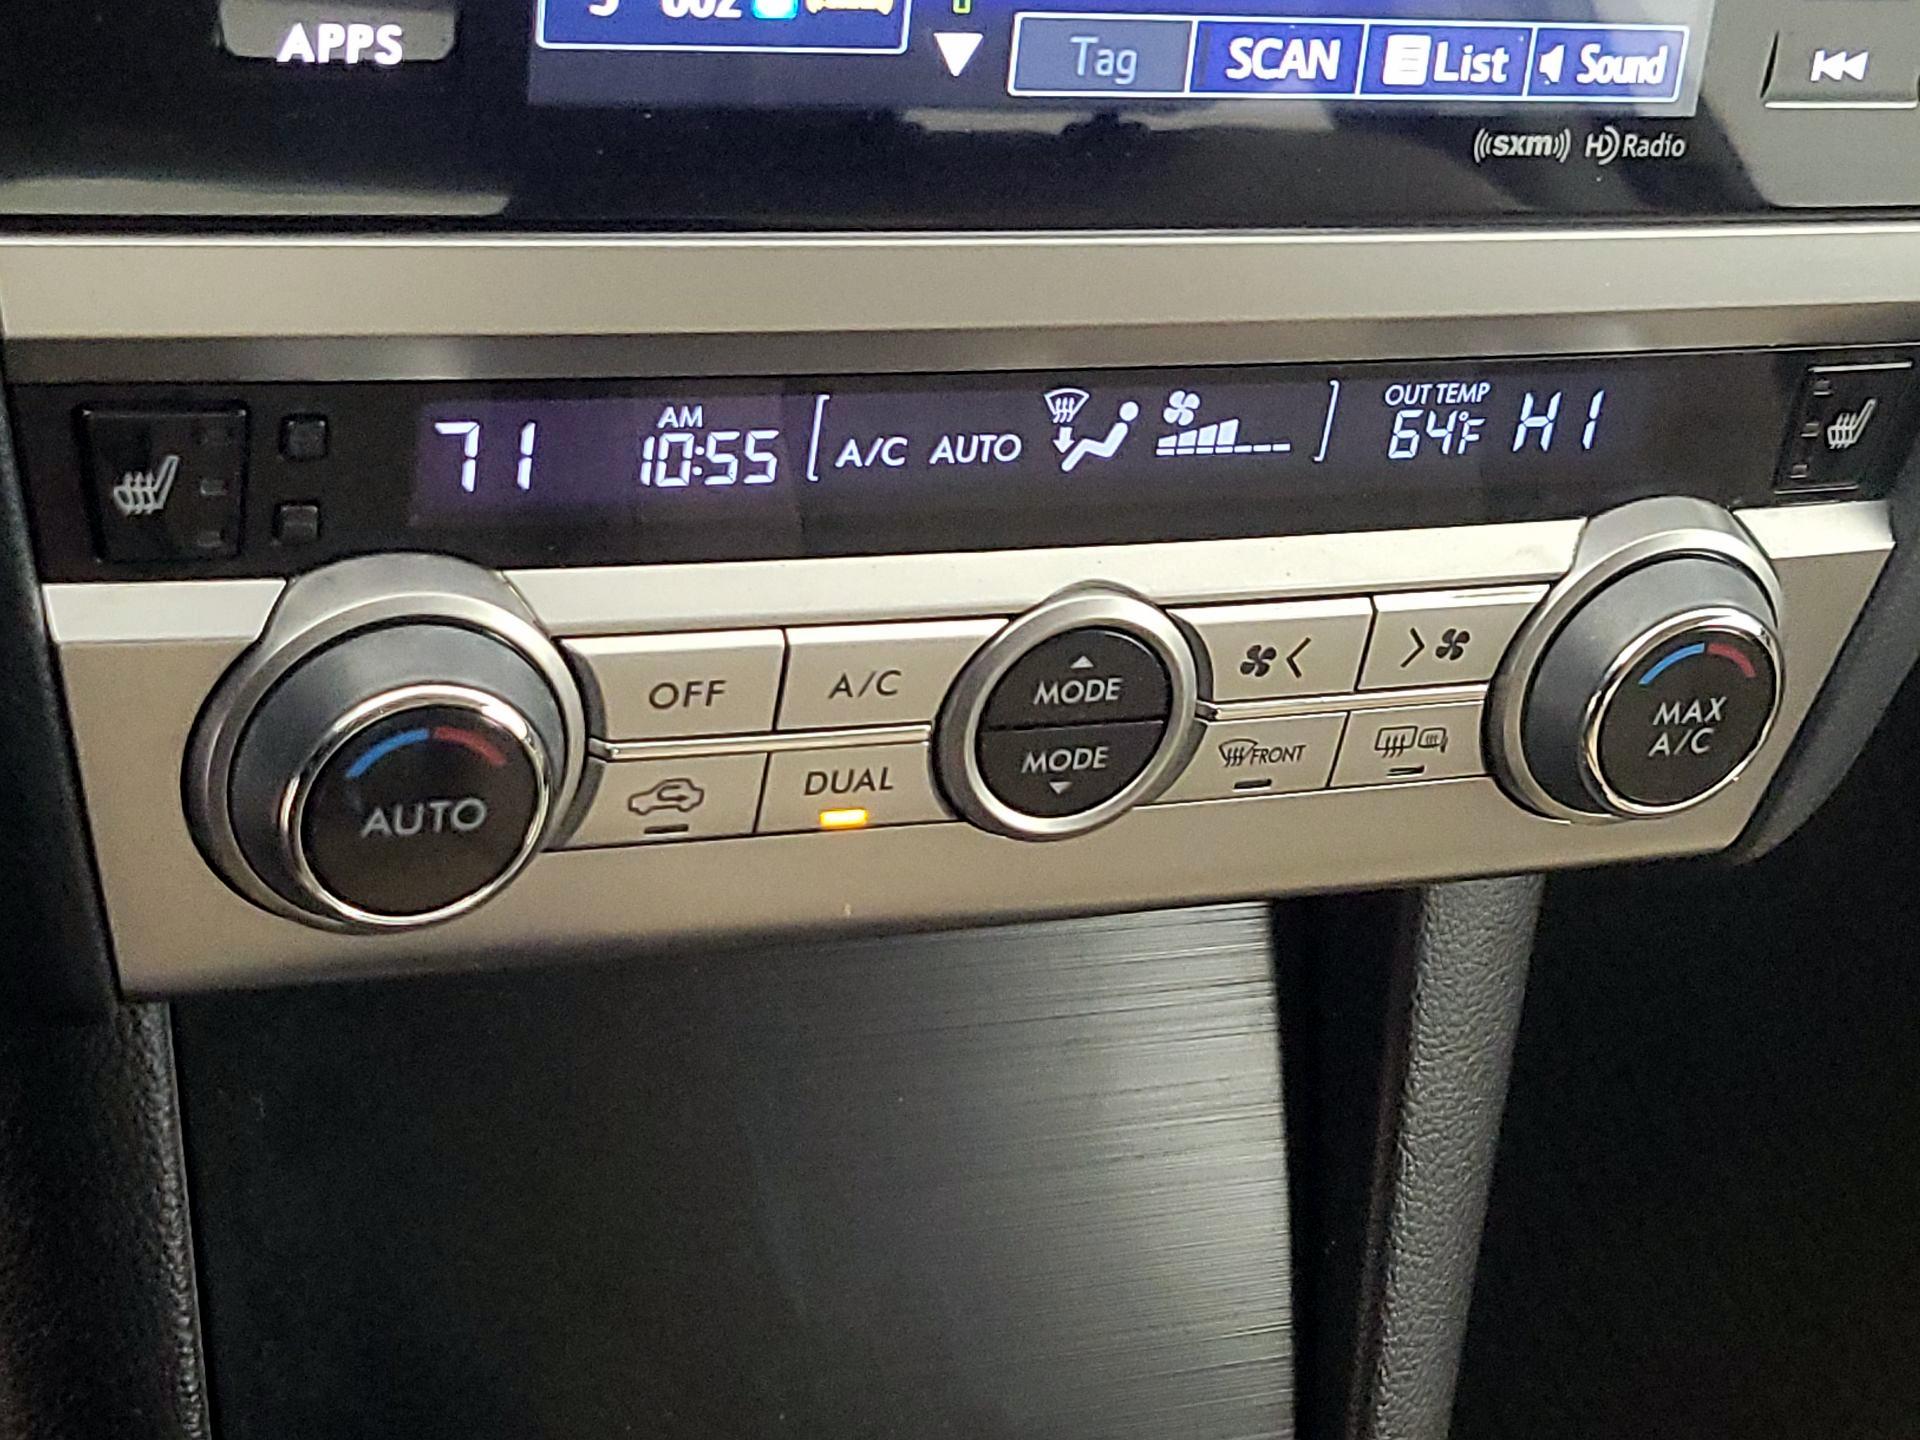 APPS
Tag SCAN List Sound
((sxm)) HD Radio
71 AM 10:55 [ A/C AUTO ] OUT TEMP 64°F HI
OFF A/C MODE < >
AUTO DUAL MODE FRONT
MAX
A/C